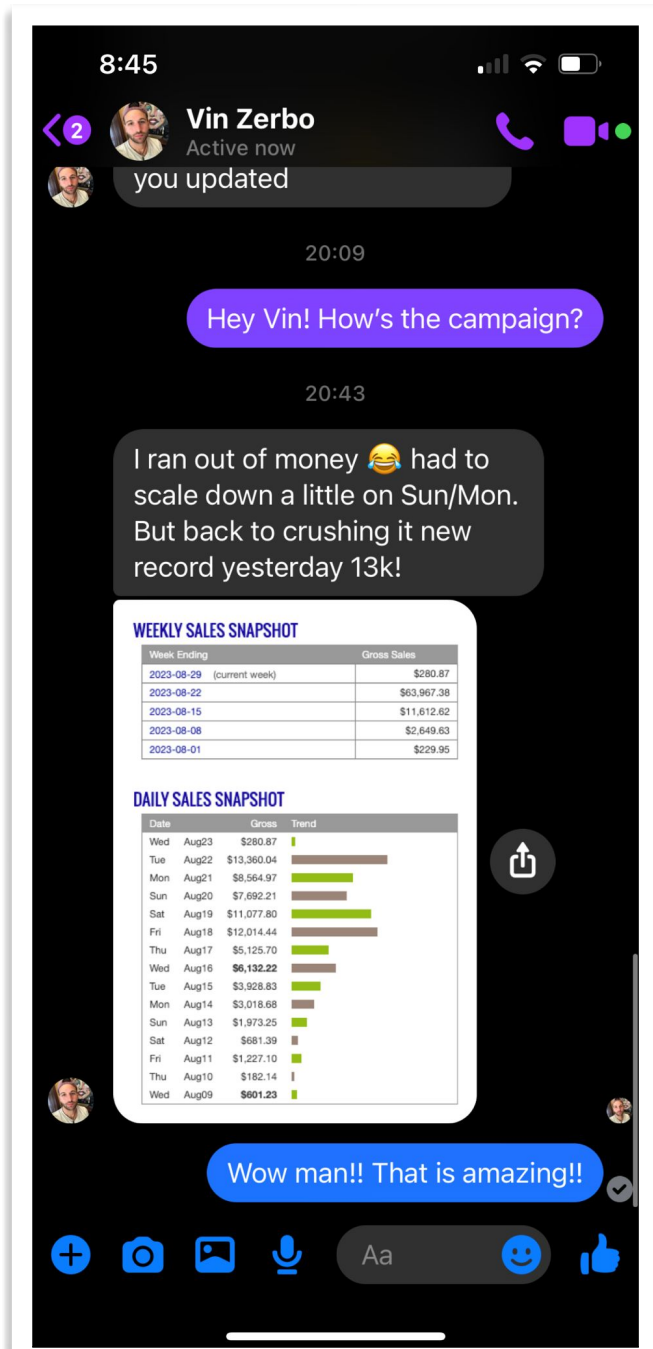 8:45
2
Vin Zerbo
Active now
you updated
20:09
Hey Vin! How’s the campaign?
20:43
I ran out of money 😂 had to
scale down a little on Sun/Mon.
But back to crushing it new
record yesterday 13k!
WEEKLY SALES SNAPSHOT
Week Ending Gross Sales
2023-08-29 (current week) $280.87
2023-08-22 $63,967.38
2023-08-15 $11,612.62
2023-08-08 $2,649.63
2023-08-01 $229.95
DAILY SALES SNAPSHOT
Date Gross Trend
Wed Aug23 $280.87
Tue Aug22 $13,360.04
Mon Aug21 $8,564.97
Sun Aug20 $7,692.21
Sat Aug19 $11,077.80
Fri Aug18 $12,014.44
Thu Aug17 $5,125.70
Wed Aug16 $6,132.22
Tue Aug15 $3,928.83
Mon Aug14 $3,018.68
Sun Aug13 $1,973.25
Sat Aug12 $681.39
Fri Aug11 $1,227.10
Thu Aug10 $182.14
Wed Aug09 $601.23
Wow man!! That is amazing!!
Aa